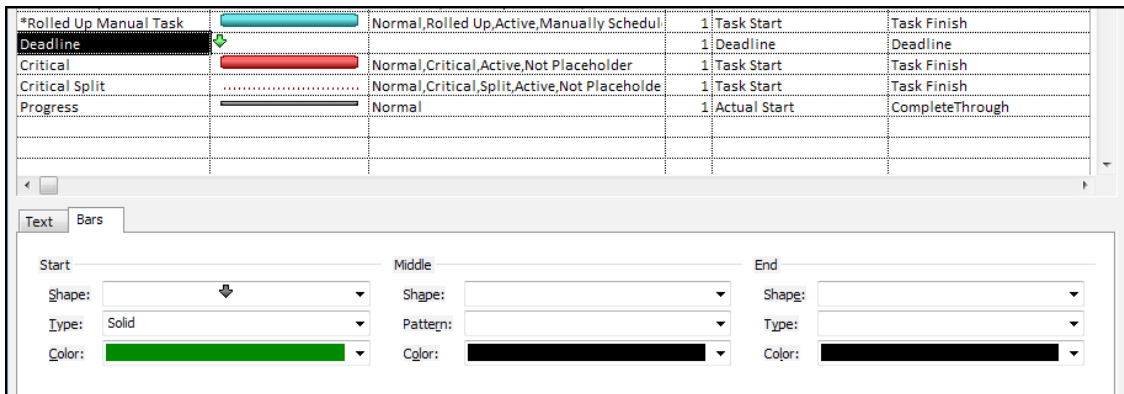 *Rolled Up Manual Task Normal,Rolled Up,Active,Manually Schedul 1 Task Start Task Finish
Deadline 1 Deadline Deadline
Critical Normal,Critical,Active,Not Placeholder 1 Task Start Task Finish
Critical Split Normal,Critical,Split,Active,Not Placeholde 1 Task Start Task Finish
Progress Normal 1 Actual Start CompleteThrough
Text Bars
Start Middle End
Shape: Shape: Shape:
Type: Solid Pattern: Type:
Color: Color: Color: